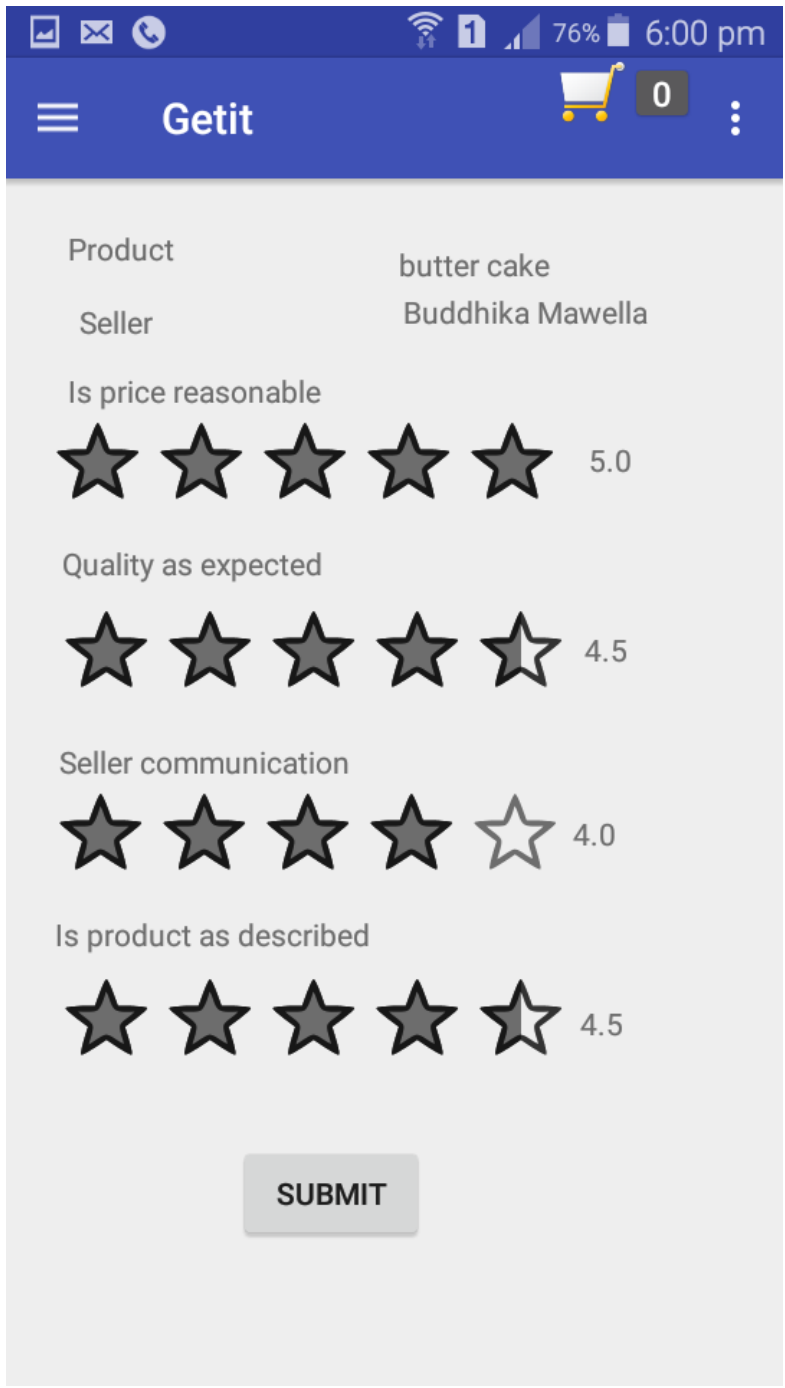 1 76% 6:00 pm
Getit 0
Product butter cake
Seller Buddhika Mawella
Is price reasonable
5.0
Quality as expected
4.5
Seller communication
4.0
Is product as described
4.5
SUBMIT